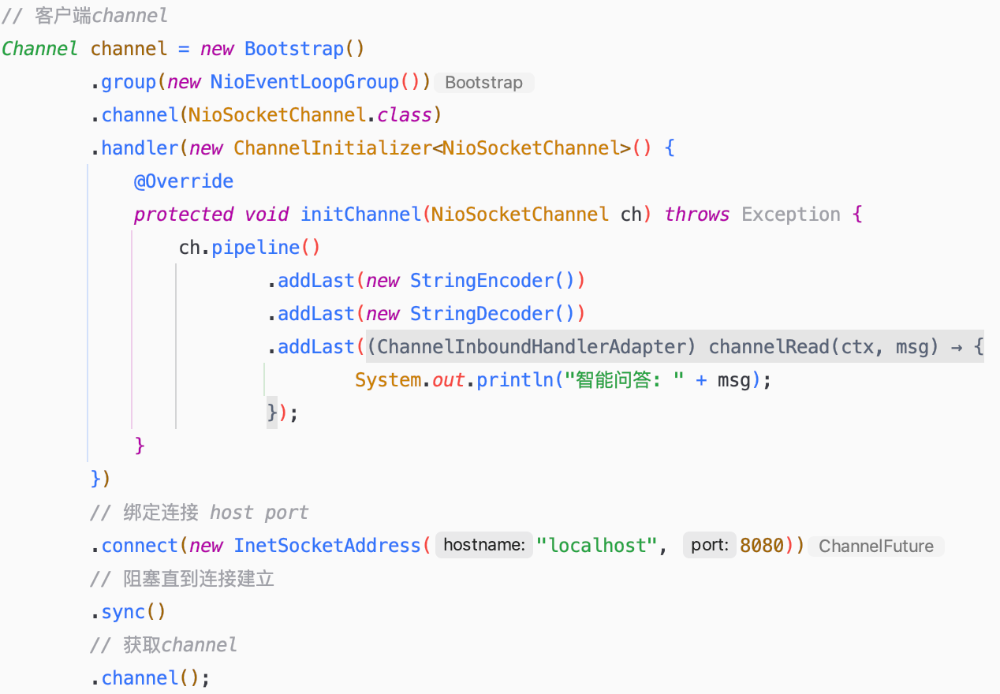 // 客户端channel
Channel channel = new Bootstrap()
.group(new NioEventLoopGroup()) Bootstrap
.channel(NioSocketChannel.class)
.handler(new ChannelInitializer<NioSocketChannel>() {
@Override
protected void initChannel(NioSocketChannel ch) throws Exception {
ch.pipeline()
.addLast(new StringEncoder())
.addLast(new StringDecoder())
.addLast((ChannelInboundHandlerAdapter) channelRead(ctx, msg) → {
System.out.println("智能问答: " + msg);
});
}
})
// 绑定连接 host port
.connect(new InetSocketAddress( hostname: "localhost", port: 8080)) ChannelFuture
// 阻塞直到连接建立
.sync()
// 获取channel
.channel();